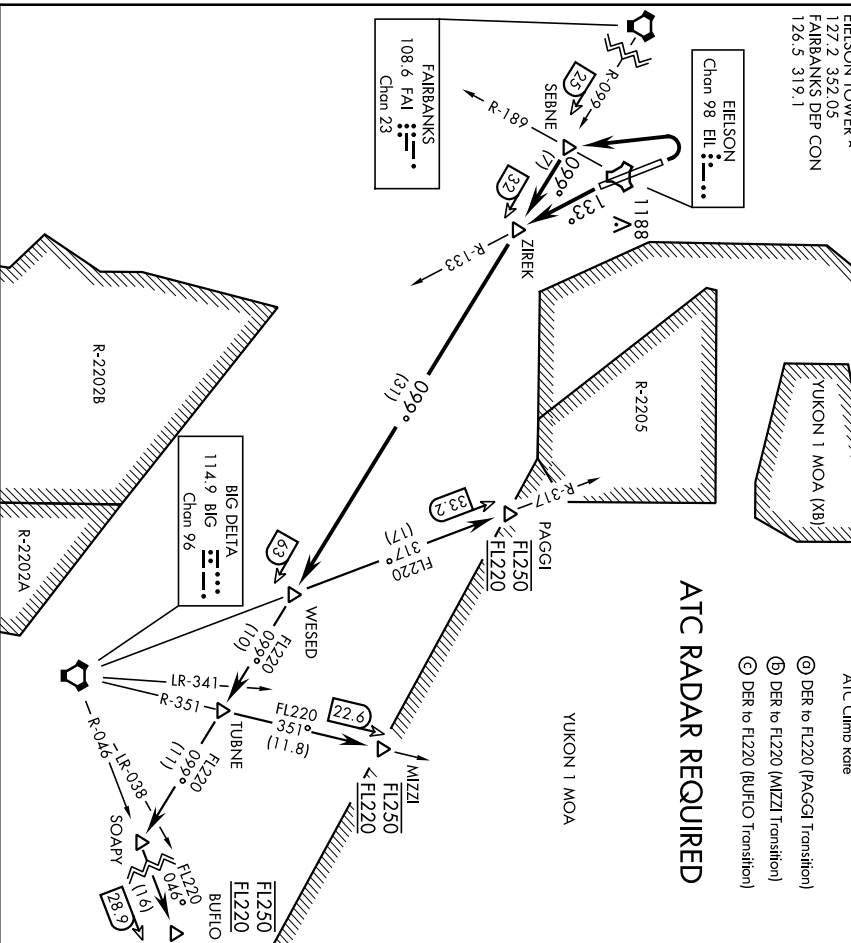 EIELSON TOWER
127.2 352.05
FAIRBANKS DEP CON
126.5 319.1
ATC Climb Rate
ⓐ DER to FL220 (PAGGI Transition)
ⓑ DER to FL220 (MIZZI Transition)
ⓒ DER to FL220 (BUFLO Transition)
ATC RADAR REQUIRED
EIELSON
Chan 98 EIL
FAIRBANKS
108.6 FAI
Chan 23
R-099
25
SEBNE
R-189
099°
(7)
32
133°
1188
ZIREK
R-133
099°
(31)
YUKON 1 MOA (XB)
R-2205
R-317
PAGGI
FL250
FL220
33.2
FL220
317°
(17)
63
WESED
FL220
099°
(10)
BIG DELTA
114.9 BIG
Chan 96
R-2202B
R-2202A
LR-341
R-351
TUBNE
FL220
351°
(11.8)
22.6
MIZZI
FL250
FL220
YUKON 1 MOA
FL220
099°
(11)
R-046
LR-038
SOAPY
FL220
046°
(16)
28.9
BUFLO
FL250
FL220